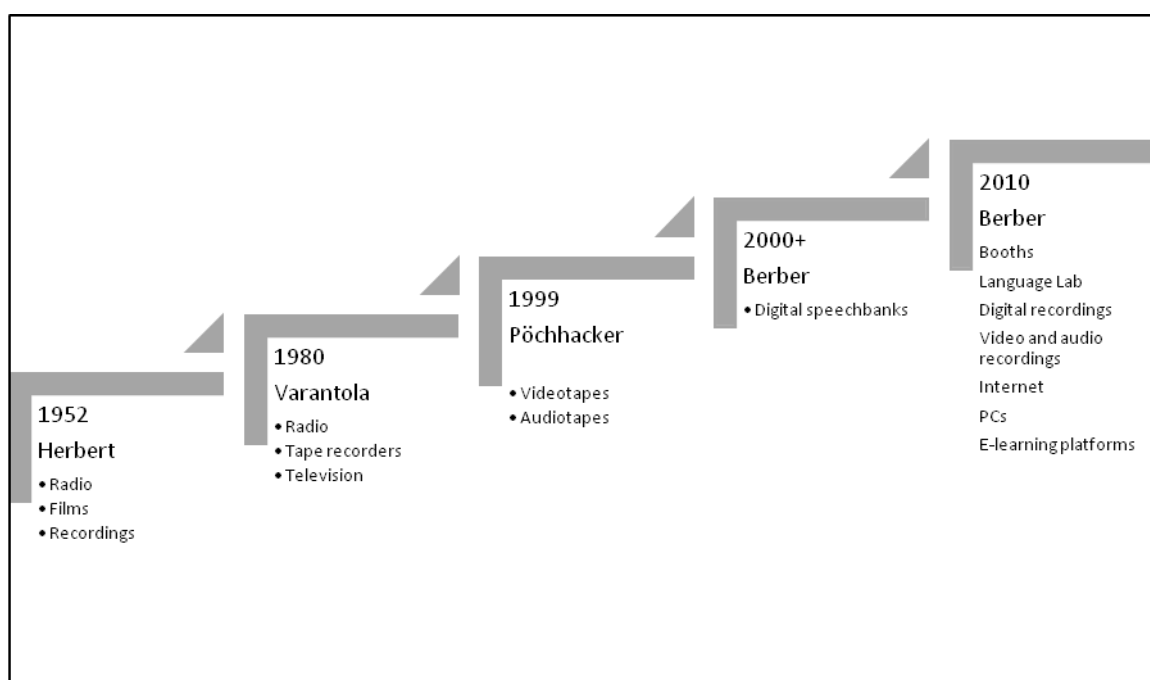 1952
Herbert
• Radio
• Films
• Recordings
1980
Varantola
• Radio
• Tape recorders
• Television
1999
Pöchhacker
• Videotapes
• Audiotapes
2000+
Berber
• Digital speechbanks
2010
Berber
Booths
Language Lab
Digital recordings
Video and audio
recordings
Internet
PCs
E-learning platforms